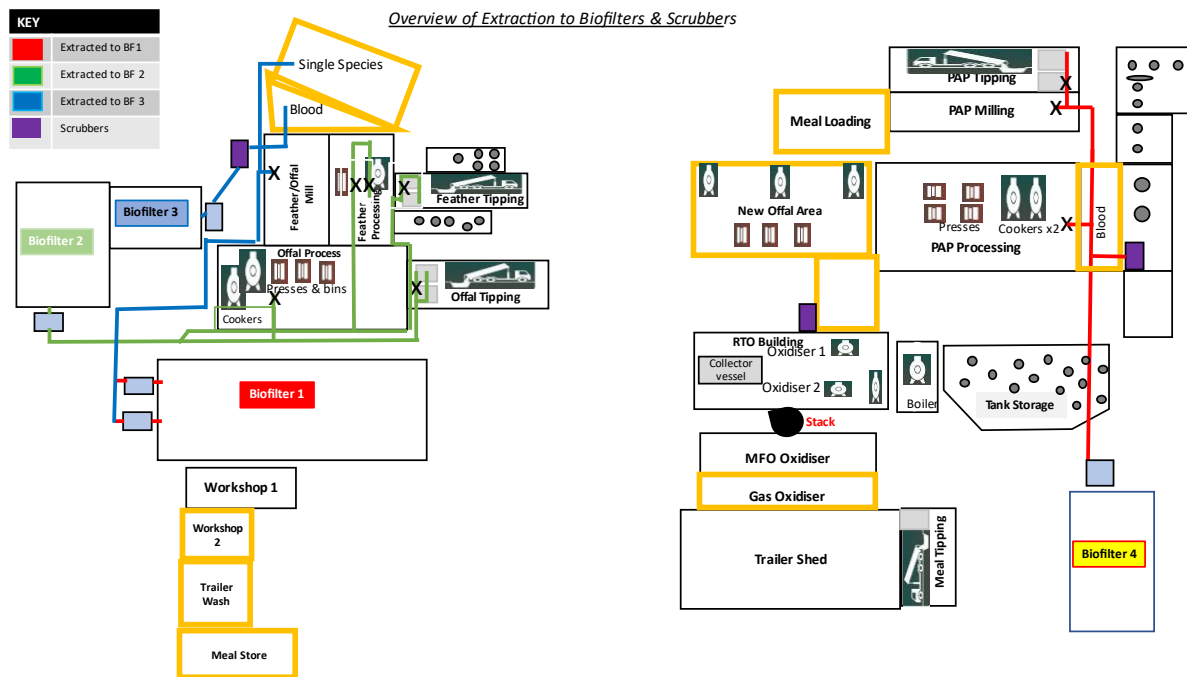 Overview of Extraction to Biofilters & Scrubbers
KEY
Extracted to BF1
Extracted to BF 2
Extracted to BF 3
Scrubbers
Single Species
Blood
Feather/Offal
Mill
Feather
Processing
Feather Tipping
Biofilter 3
Biofilter 2
Offal Process
Presses & bins
Cookers
Offal Tipping
Biofilter 1
Workshop 1
Workshop
2
Trailer
Wash
Meal Store
PAP Tipping
PAP Milling
Meal Loading
New Offal Area
Presses
Cookers x2
PAP Processing
Blood
RTO Building
Oxidiser 1
Collector
vessel
Oxidiser 2
Boiler
Tank Storage
Stack
MFO Oxidiser
Gas Oxidiser
Trailer Shed
Meal Tipping
Biofilter 4
X
X
X
X
X
X
X
X
X
X